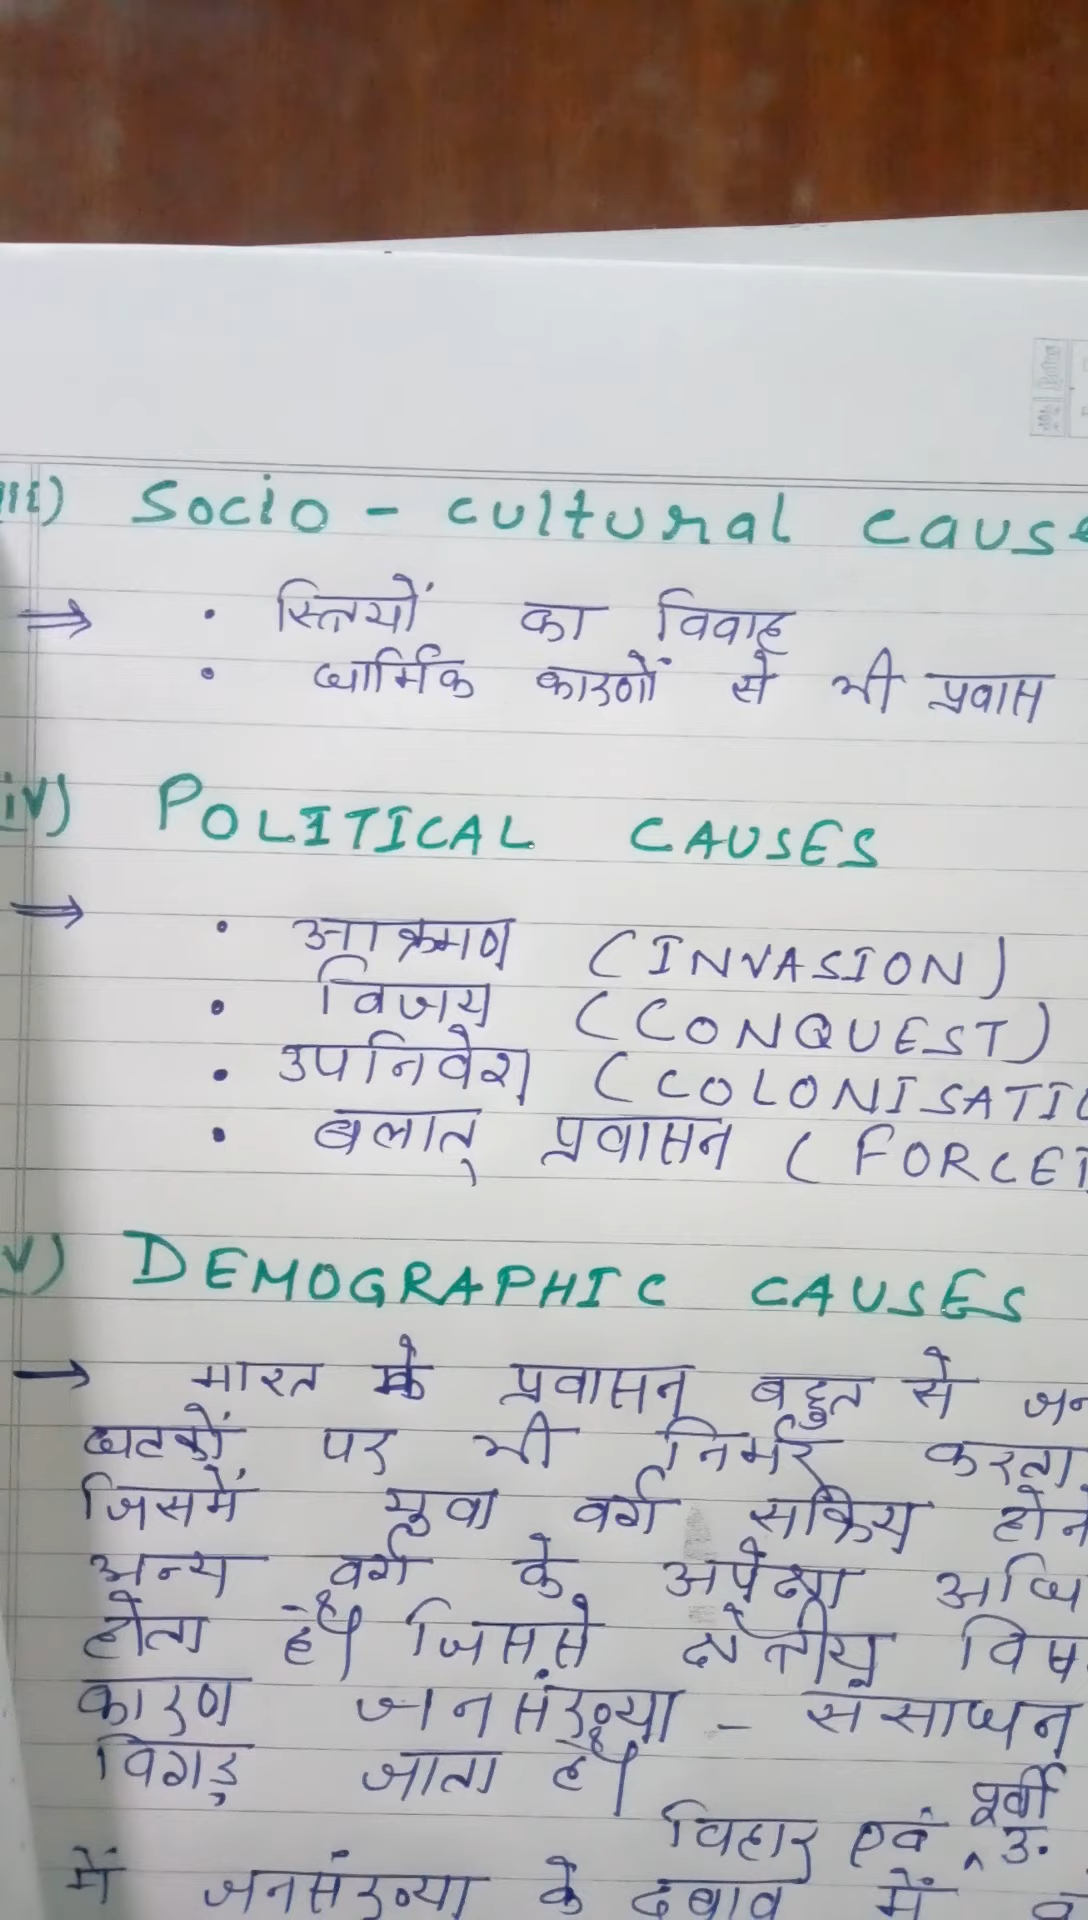 iii) Socio - cultural Cause
⇒ • स्त्रियों का विवाह
• धार्मिक कारणों से भी प्रवास
iv) POLITICAL CAUSES
⇒ • आक्रमण (INVASION)
• विजय (CONQUEST)
• उपनिवेश (COLONISATIO
• बलात् प्रवासन (FORCE
v) DEMOGRAPHIC CAUSES
→ भारत के प्रवासन बहुत से जन
घटकों पर भी निर्भर करता
जिसमें युवा वर्ग सक्रिय होने
अन्य वर्ग के अपेक्षा अधि
होता है। जिससे क्षेत्रीय विष
कारण जनसंख्या - संसाधन
विगड़ जाता है।
विहार एवं ^ पूर्वी उ.
में जनसंख्या के दबाव में व